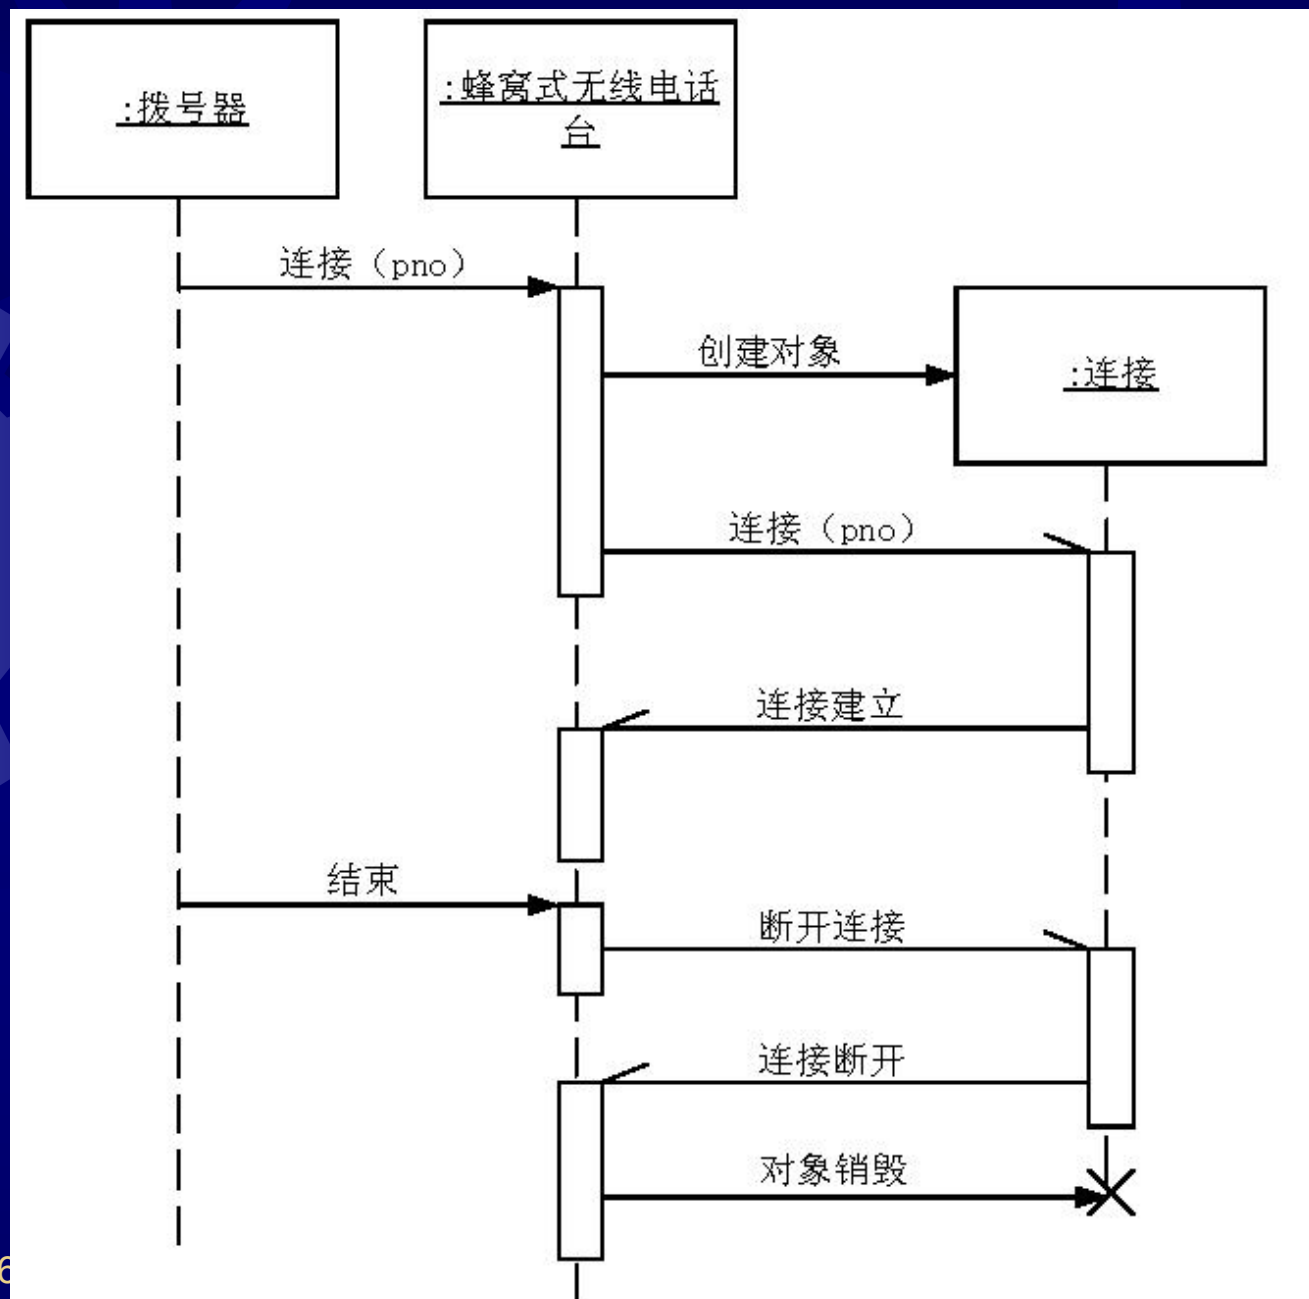 :拨号器
:蜂窝式无线电话
台
连接（pno）
创建对象
:连接
连接（pno）
连接建立
结束
断开连接
连接断开
对象销毁
6